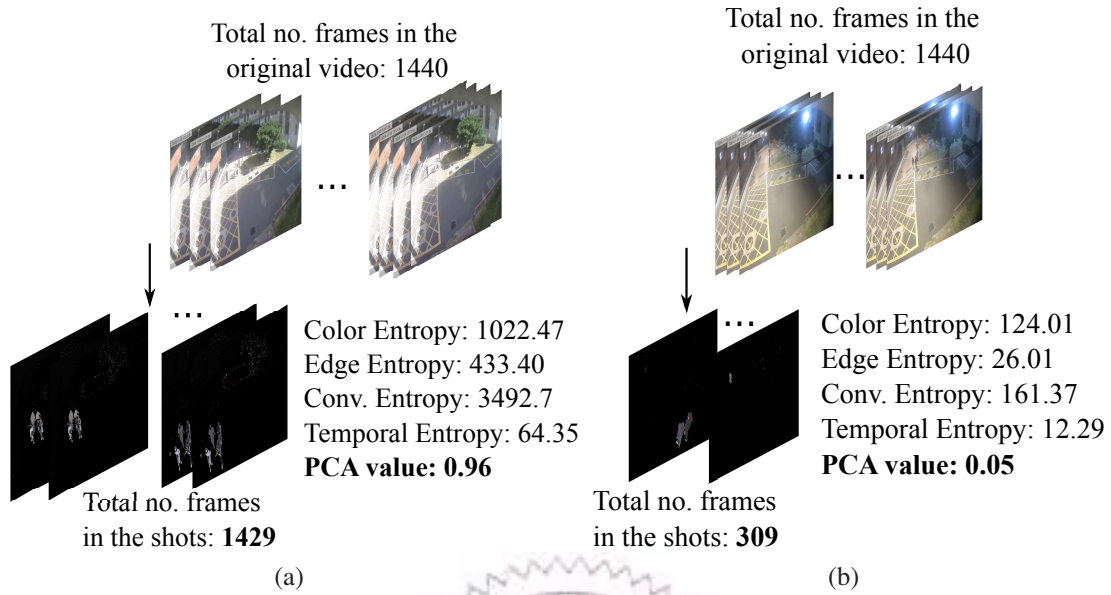 Total no. frames in the
original video: 1440
...
...
Color Entropy: 1022.47
Edge Entropy: 433.40
Conv. Entropy: 3492.7
Temporal Entropy: 64.35
PCA value: 0.96
Total no. frames
in the shots: 1429
(a)
Total no. frames in the
original video: 1440
...
...
Color Entropy: 124.01
Edge Entropy: 26.01
Conv. Entropy: 161.37
Temporal Entropy: 12.29
PCA value: 0.05
Total no. frames
in the shots: 309
(b)